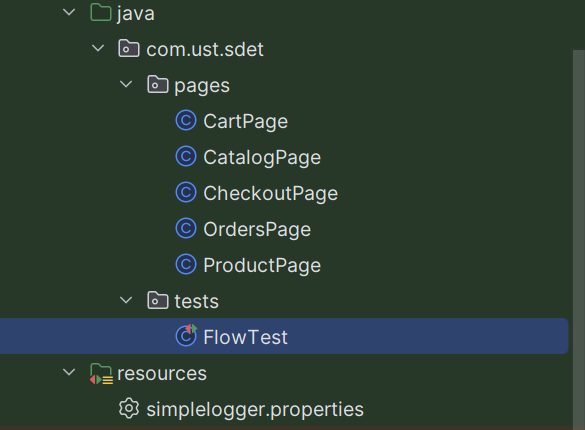 java
com.ust.sdet
pages
CartPage
CatalogPage
CheckoutPage
OrdersPage
ProductPage
tests
FlowTest
resources
simplelogger.properties